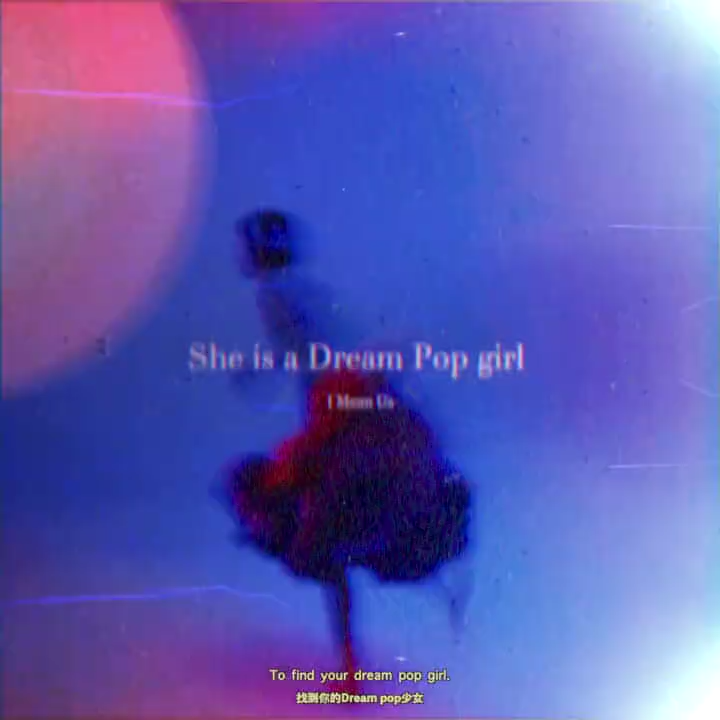 She is a Dream Pop girl
I Mean Us
To find your dream pop girl.
找到你的Dream pop少女